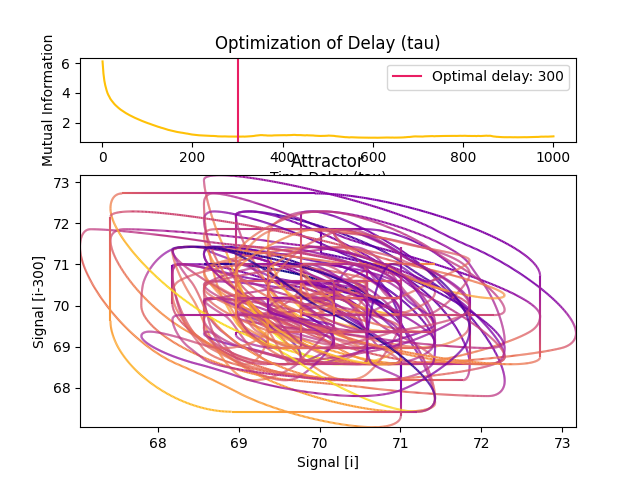 Optimization of Delay (tau)
Mutual Information
6
4
2
Optimal delay: 300
0 200 400 600 800 1000
Time Delay (tau)
Attractor
Signal [i-300]
73
72
71
70
69
68
68 69 70 71 72 73
Signal [i]